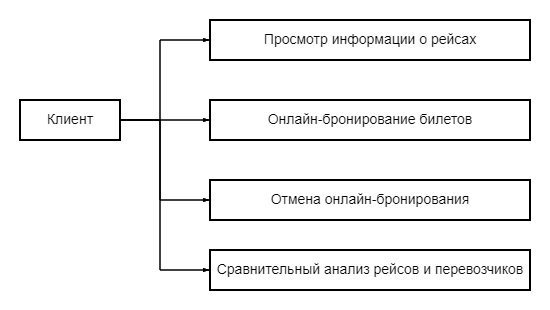 Просмотр информации о рейсах
Клиент
Онлайн-бронирование билетов
Отмена онлайн-бронирования
Сравнительный анализ рейсов и перевозчиков